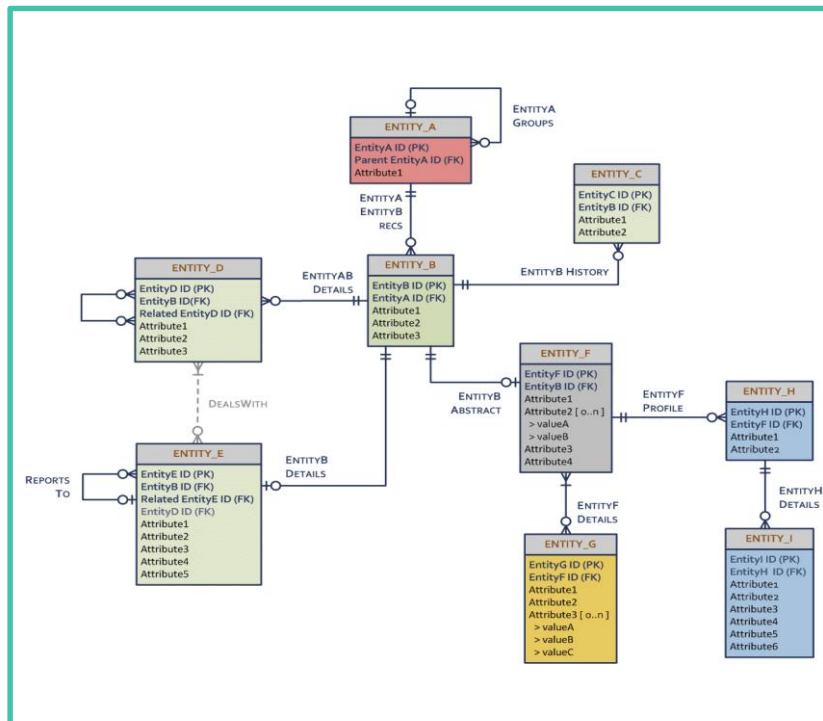 ENTITYA
GROUPS
ENTITY_A
EntityA ID (PK)
Parent EntityA ID (FK)
Attribute1
ENTITYA
ENTITYB
RECS
ENTITY_C
EntityC ID (PK)
EntityB ID (FK)
Attribute1
Attribute2
ENTITYB HISTORY
ENTITY_B
EntityB ID (PK)
EntityA ID (FK)
Attribute1
Attribute2
Attribute3
ENTITYAB
DETAILS
ENTITY_D
EntityD ID (PK)
EntityB ID(FK)
Related EntityD ID (FK)
Attribute1
Attribute2
Attribute3
DEALSWITH
ENTITY_E
EntityE ID (PK)
EntityB ID (FK)
Related EntityE ID (FK)
EntityD ID (FK)
Attribute1
Attribute2
Attribute3
Attribute4
Attribute5
REPORTS
TO
ENTITYB
DETAILS
ENTITYB
ABSTRACT
ENTITY_F
EntityF ID (PK)
EntityB ID (FK)
Attribute1
Attribute2 [ 0..n ]
> valueA
> valueB
Attribute3
Attribute4
ENTITYF
PROFILE
ENTITY_H
EntityH ID (PK)
EntityF ID (FK)
Attribute1
Attribute2
ENTITYF
DETAILS
ENTITYH
DETAILS
ENTITY_G
EntityG ID (PK)
EntityF ID (FK)
Attribute1
Attribute2
Attribute3 [ 0..n ]
> valueA
> valueB
> valueC
ENTITY_I
EntityI ID (PK)
EntityH ID (FK)
Attribute1
Attribute2
Attribute3
Attribute4
Attribute5
Attribute6